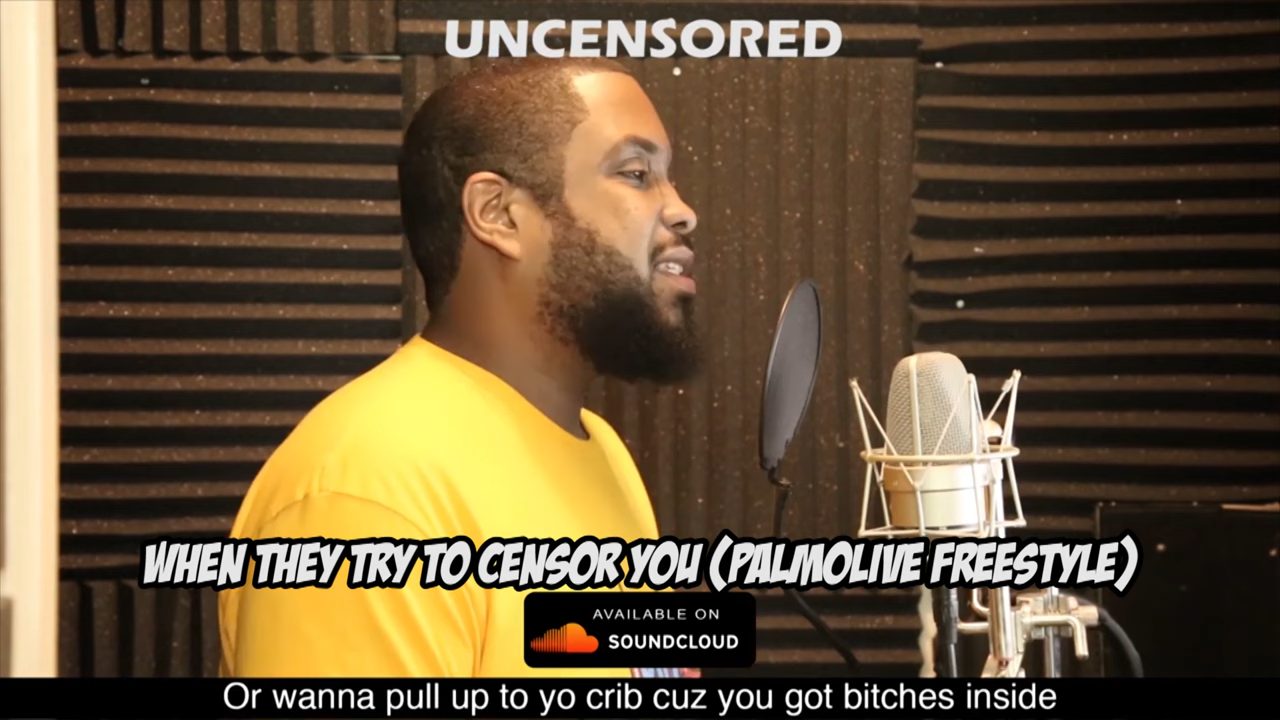 UNCENSORED
WHEN THEY TRY TO CENSOR YOU (PALMOLIVE FREESTYLE)
AVAILABLE ON
SOUNDCLOUD
Or wanna pull up to yo crib cuz you got bitches inside